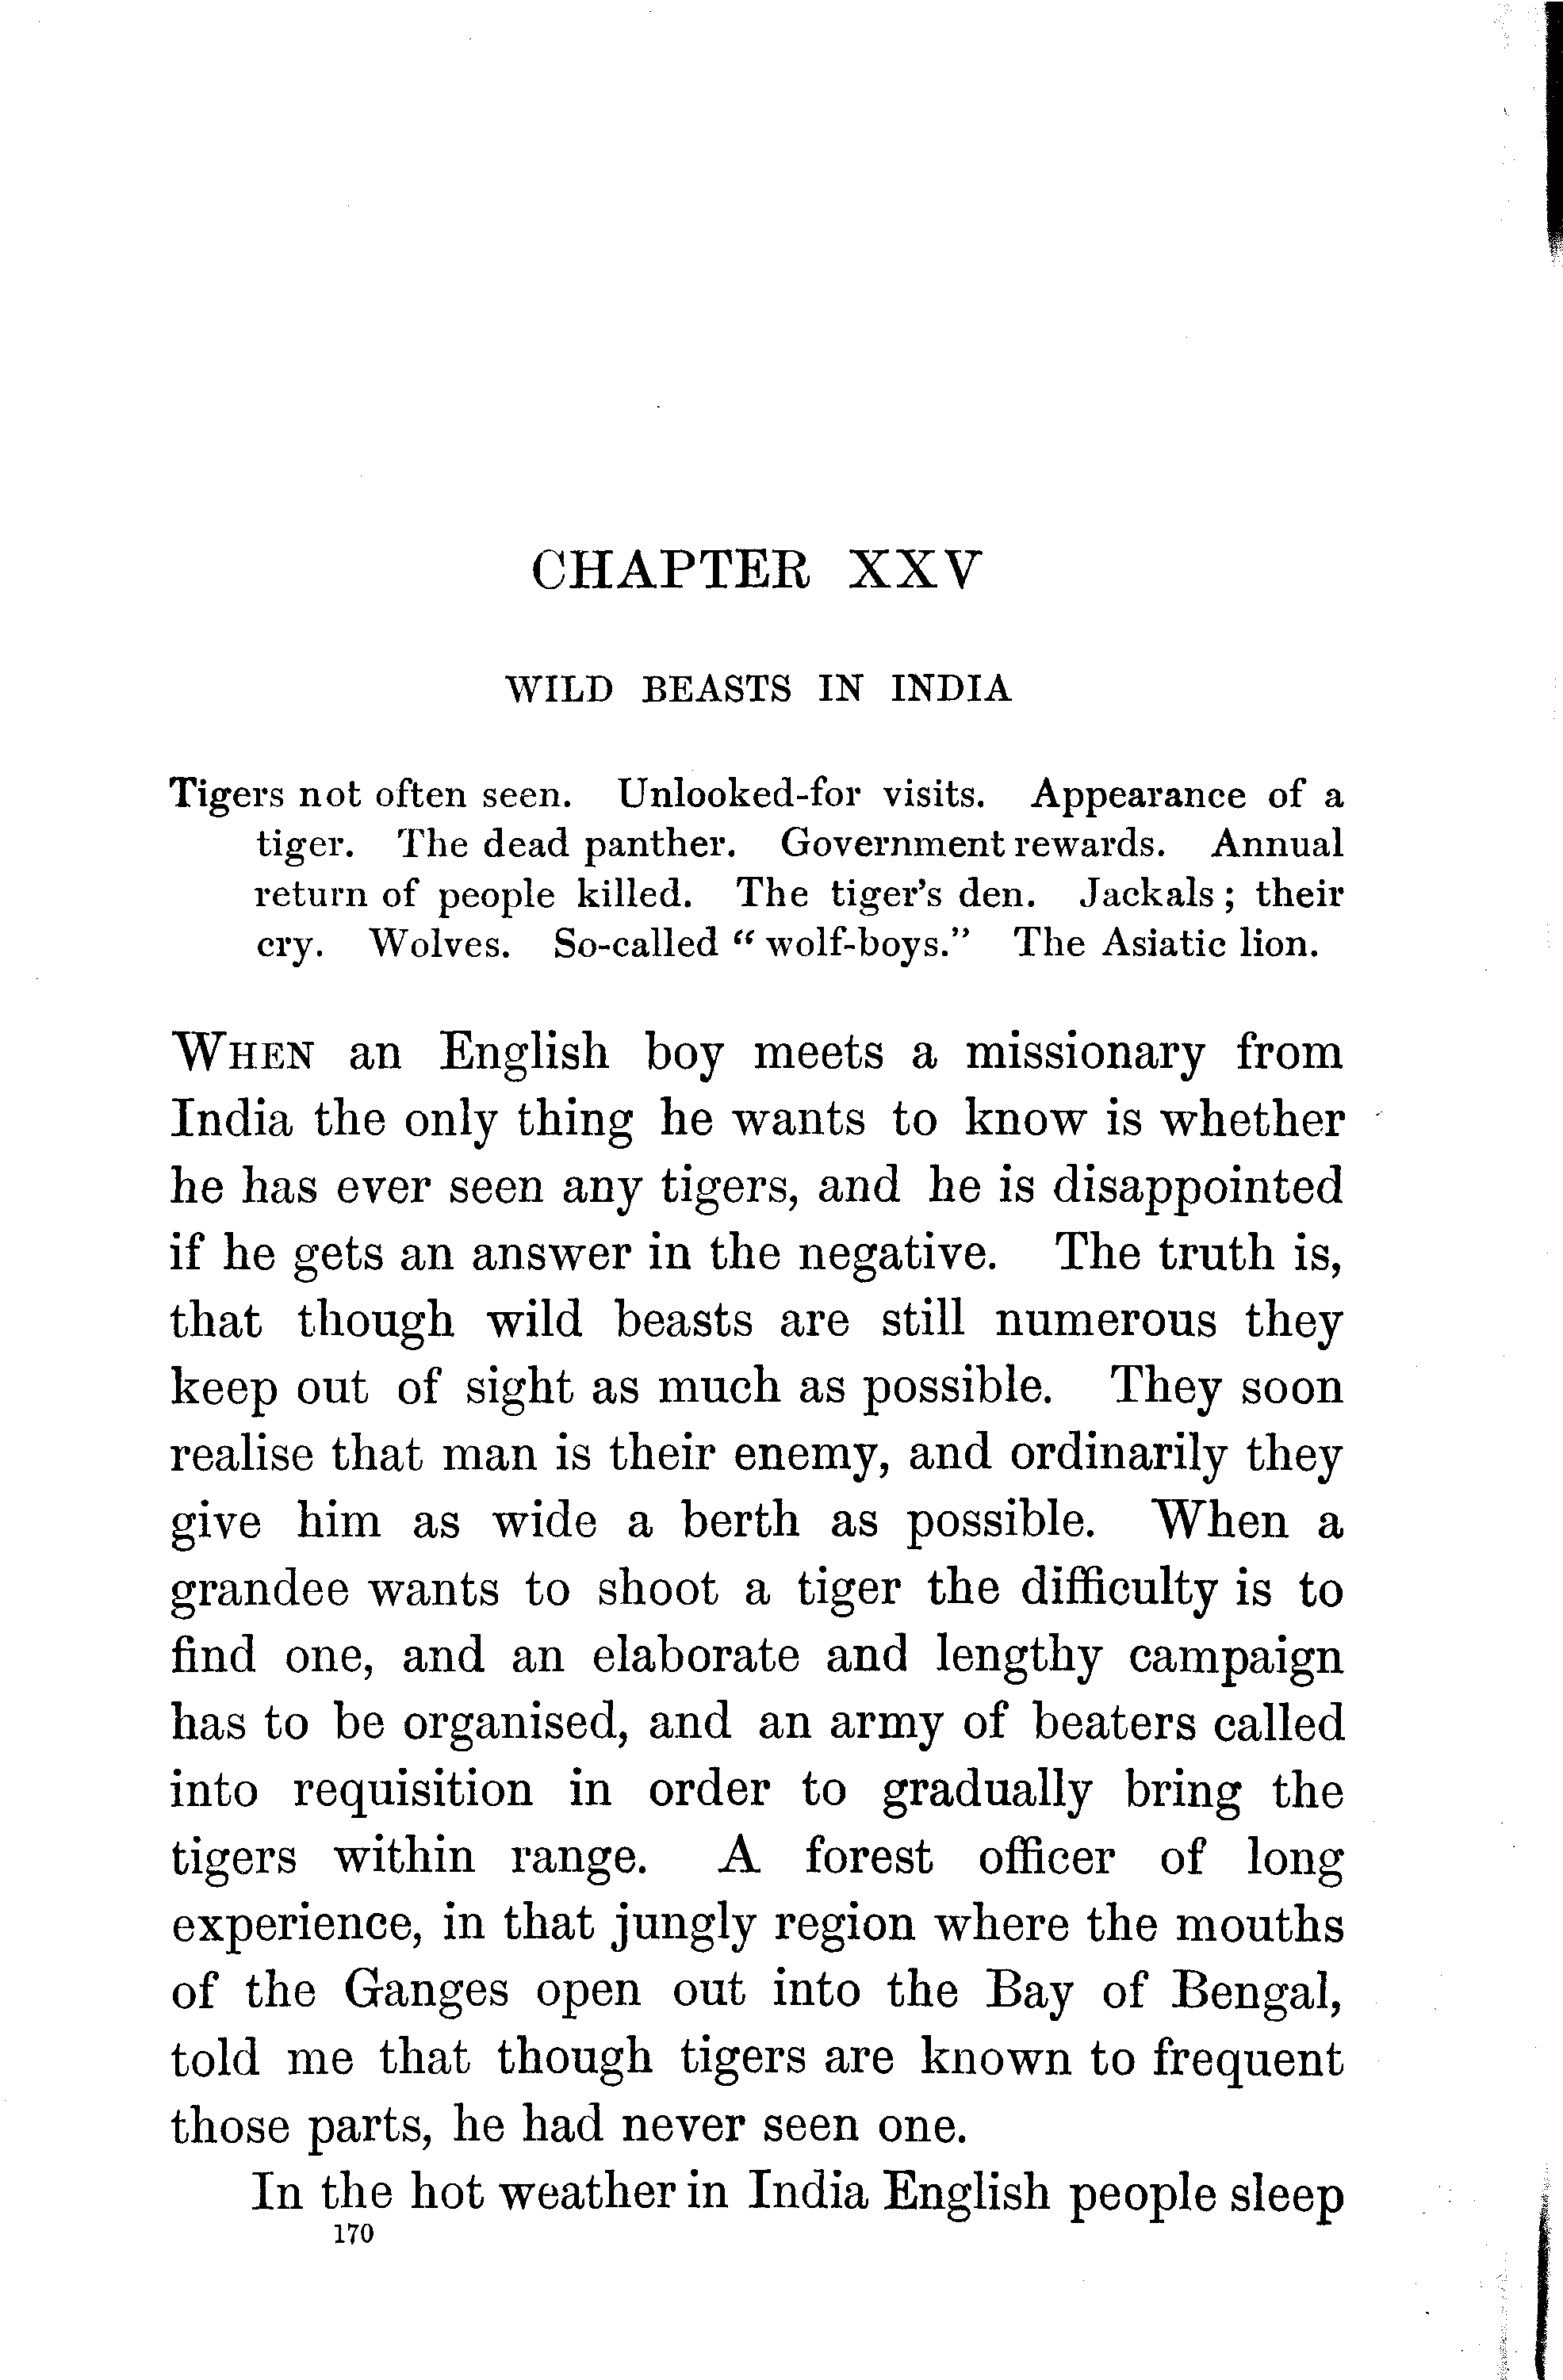 CHAPTER XXV
WILD BEASTS IN INDIA
Tigers not often seen. Unlooked-for visits. Appearance of a
tiger. The dead panther. Government rewards. Annual
return of people killed. The tiger's den. Jackals; their
cry. Wolves. So-called "wolf-boys." The Asiatic lion.
WHEN an English boy meets a missionary from
India the only thing he wants to know is whether
he has ever seen any tigers, and he is disappointed
if he gets an answer in the negative. The truth is,
that though wild beasts are still numerous they
keep out of sight as much as possible. They soon
realise that man is their enemy, and ordinarily they
give him as wide a berth as possible. When a
grandee wants to shoot a tiger the difficulty is to
find one, and an elaborate and lengthy campaign
has to be organised, and an army of beaters called
into requisition in order to gradually bring the
tigers within range. A forest officer of long
experience, in that jungly region where the mouths
of the Ganges open out into the Bay of Bengal,
told me that though tigers are known to frequent
those parts, he had never seen one.
In the hot weather in India English people sleep
170